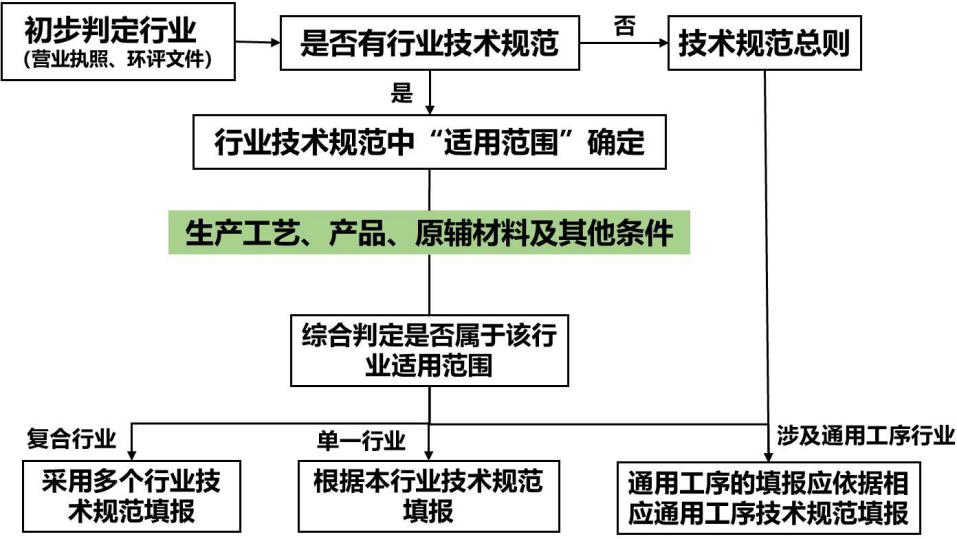 初步判定行业
(营业执照、环评文件)
是否有行业技术规范
否
技术规范总则
是
行业技术规范中“适用范围”确定
生产工艺、产品、原辅材料及其他条件
综合判定是否属于该行
业适用范围
复合行业
单一行业
涉及通用工序行业
采用多个行业技
术规范填报
根据本行业技术规范
填报
通用工序的填报应依据相
应通用工序技术规范填报